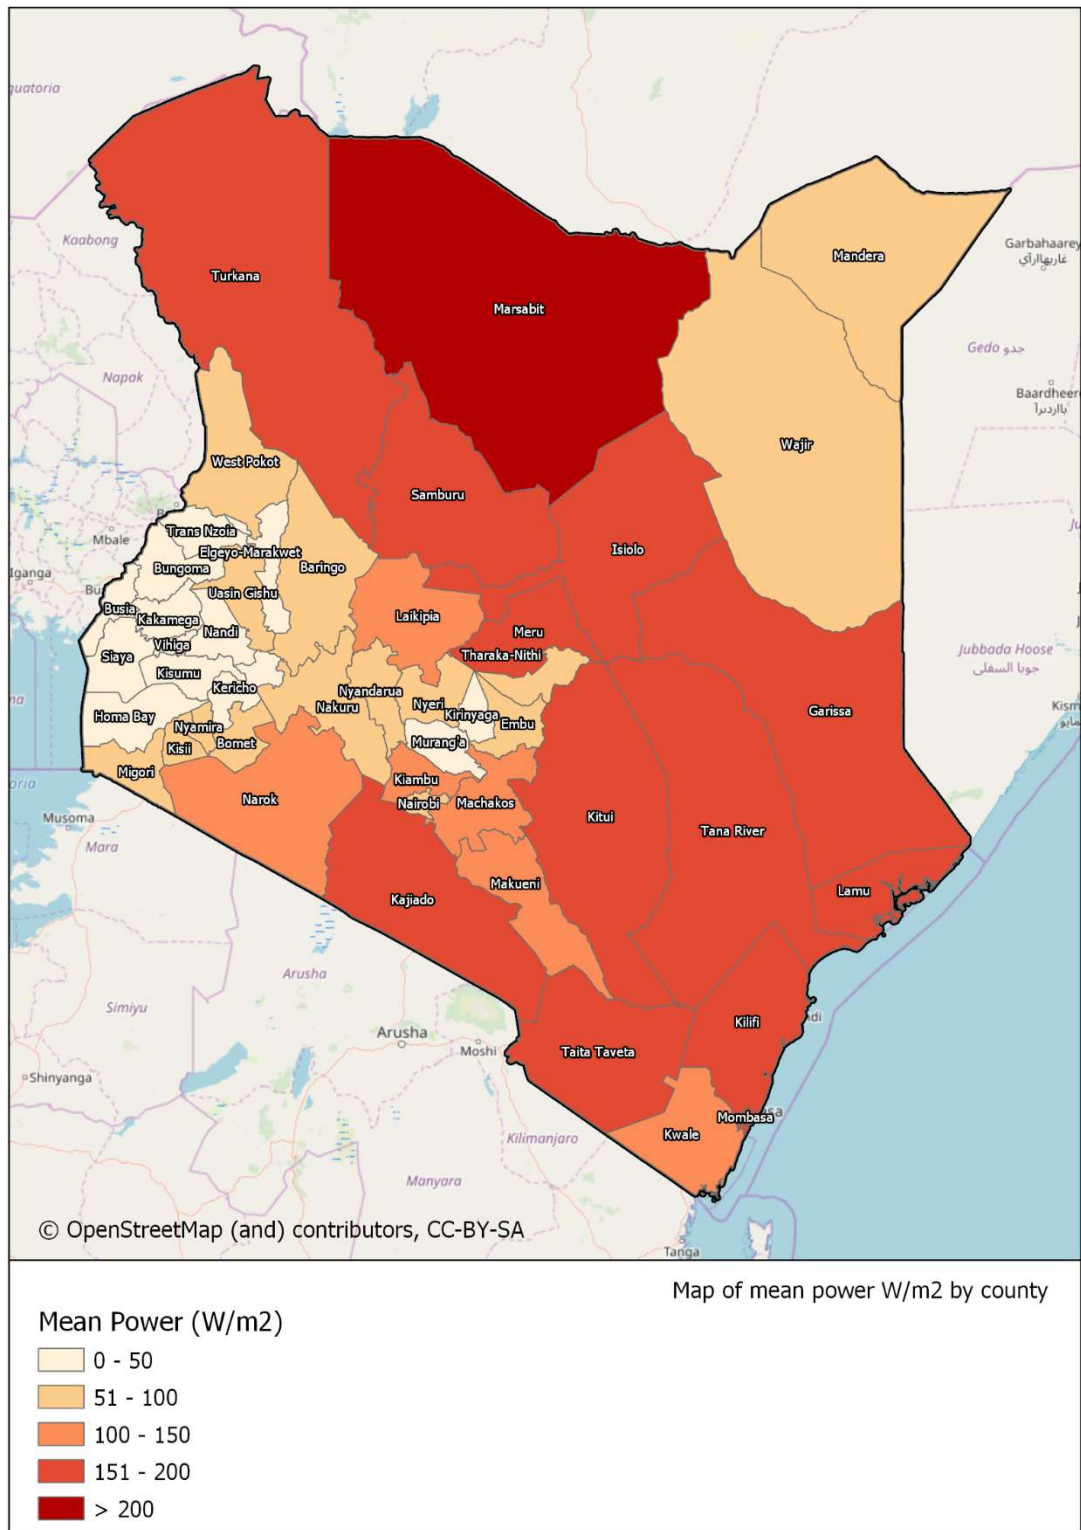 quatoria
Kaabong
Garbahaarey
غاربهاارآي
Mandera
Turkana
Marsabit
Gedo جدو
Napak
Baardheere
Wajir
West Pokot
Samburu
Trans Nzoia
Mbale
Elgeyo-Marakwet
Isiolo
Baringo
Bungoma
Iganga
Uasin Gishu
Busia
Kakamega
Laikipia
Nandi
Meru
Vihiga
Tharaka-Nithi
Siaya
Jubbada Hoose
جوبا السفلى
Kisumu
Kericho
Nyandarua
Nyeri
Nakuru
Kirinyaga
Garissa
Homa Bay
Nyamira
Embu
Bomet
Murang'a
Kisii
Migori
Kiambu
Narok
Nairobi
Machakos
Kitui
Musoma
Tana River
Mara
Makueni
Lamu
Kajiado
Arusha
Simiyu
Kilifi
Arusha
Moshi
Taita Taveta
Shinyanga
Mombasa
Kwale
Kilimanjaro
Manyara
© OpenStreetMap (and) contributors, CC-BY-SA
Tanga
Map of mean power W/m2 by county
Mean Power (W/m2)
0 - 50
51 - 100
100 - 150
151 - 200
> 200